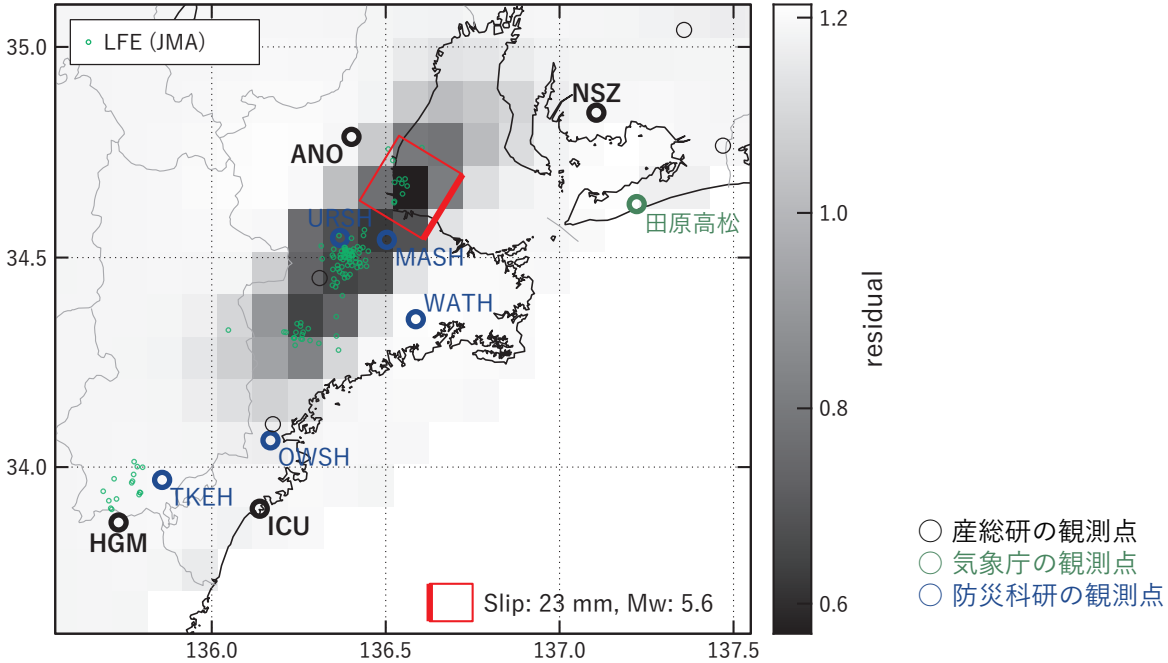 LFE (JMA)
35.0
34.5
34.0
136.0
136.5
137.0
137.5
NSZ
ANO
田原高松
URSH
MASH
WATH
OWSH
TKEH
HGM
ICU
Slip: 23 mm, Mw: 5.6
1.2
1.0
0.8
0.6
residual
産総研の観測点
気象庁の観測点
防災科研の観測点